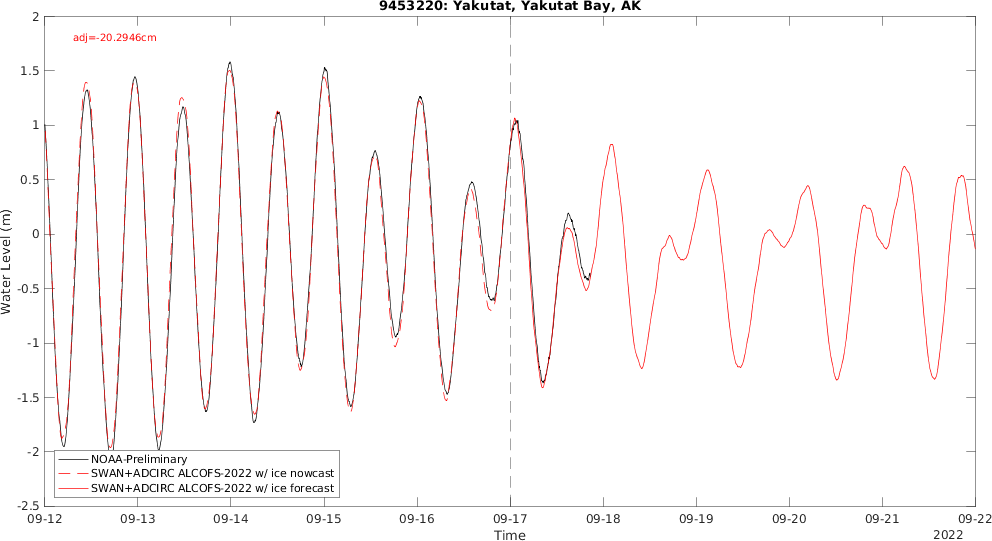 9453220: Yakutat, Yakutat Bay, AK
adj=-20.2946cm
2
1.5
1
0.5
0
-0.5
-1
-1.5
-2
-2.5
Water Level (m)
NOAA-Preliminary
SWAN+ADCIRC ALCOFS-2022 w/ ice nowcast
SWAN+ADCIRC ALCOFS-2022 w/ ice forecast
09-12 09-13 09-14 09-15 09-16 09-17 09-18 09-19 09-20 09-21 09-22
Time
2022